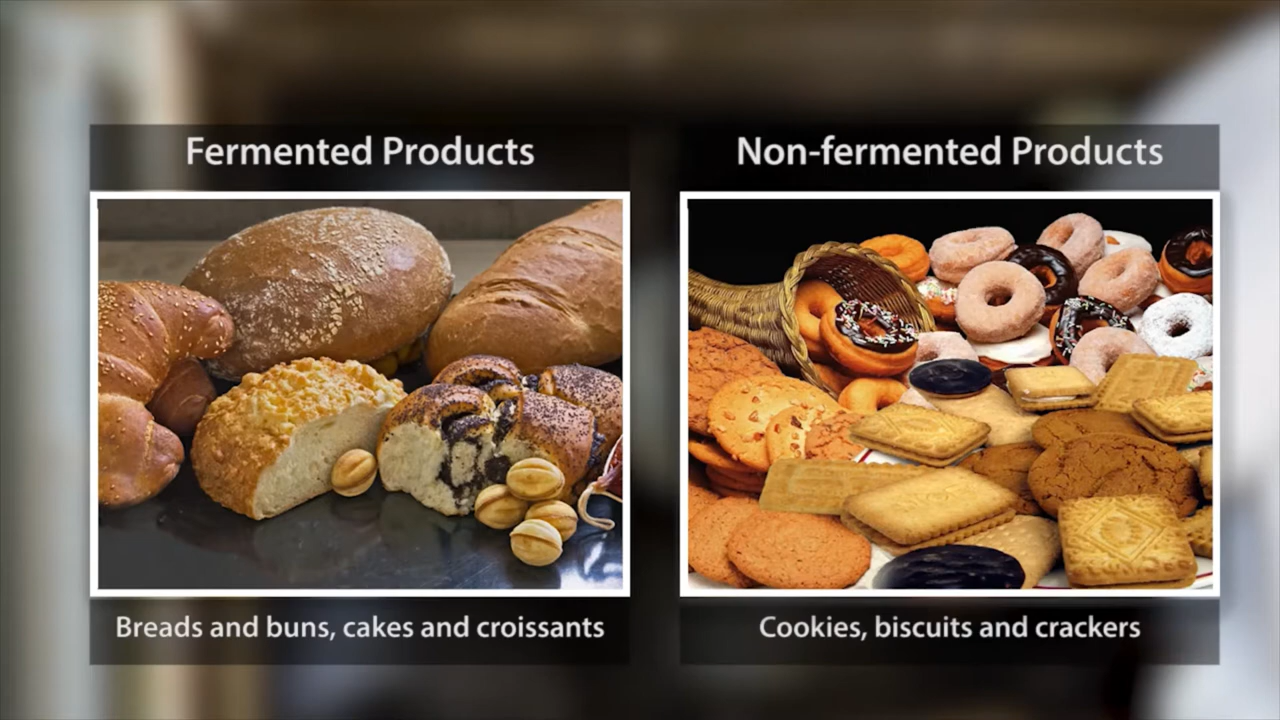 Fermented Products
Non-fermented Products
Breads and buns, cakes and croissants
Cookies, biscuits and crackers